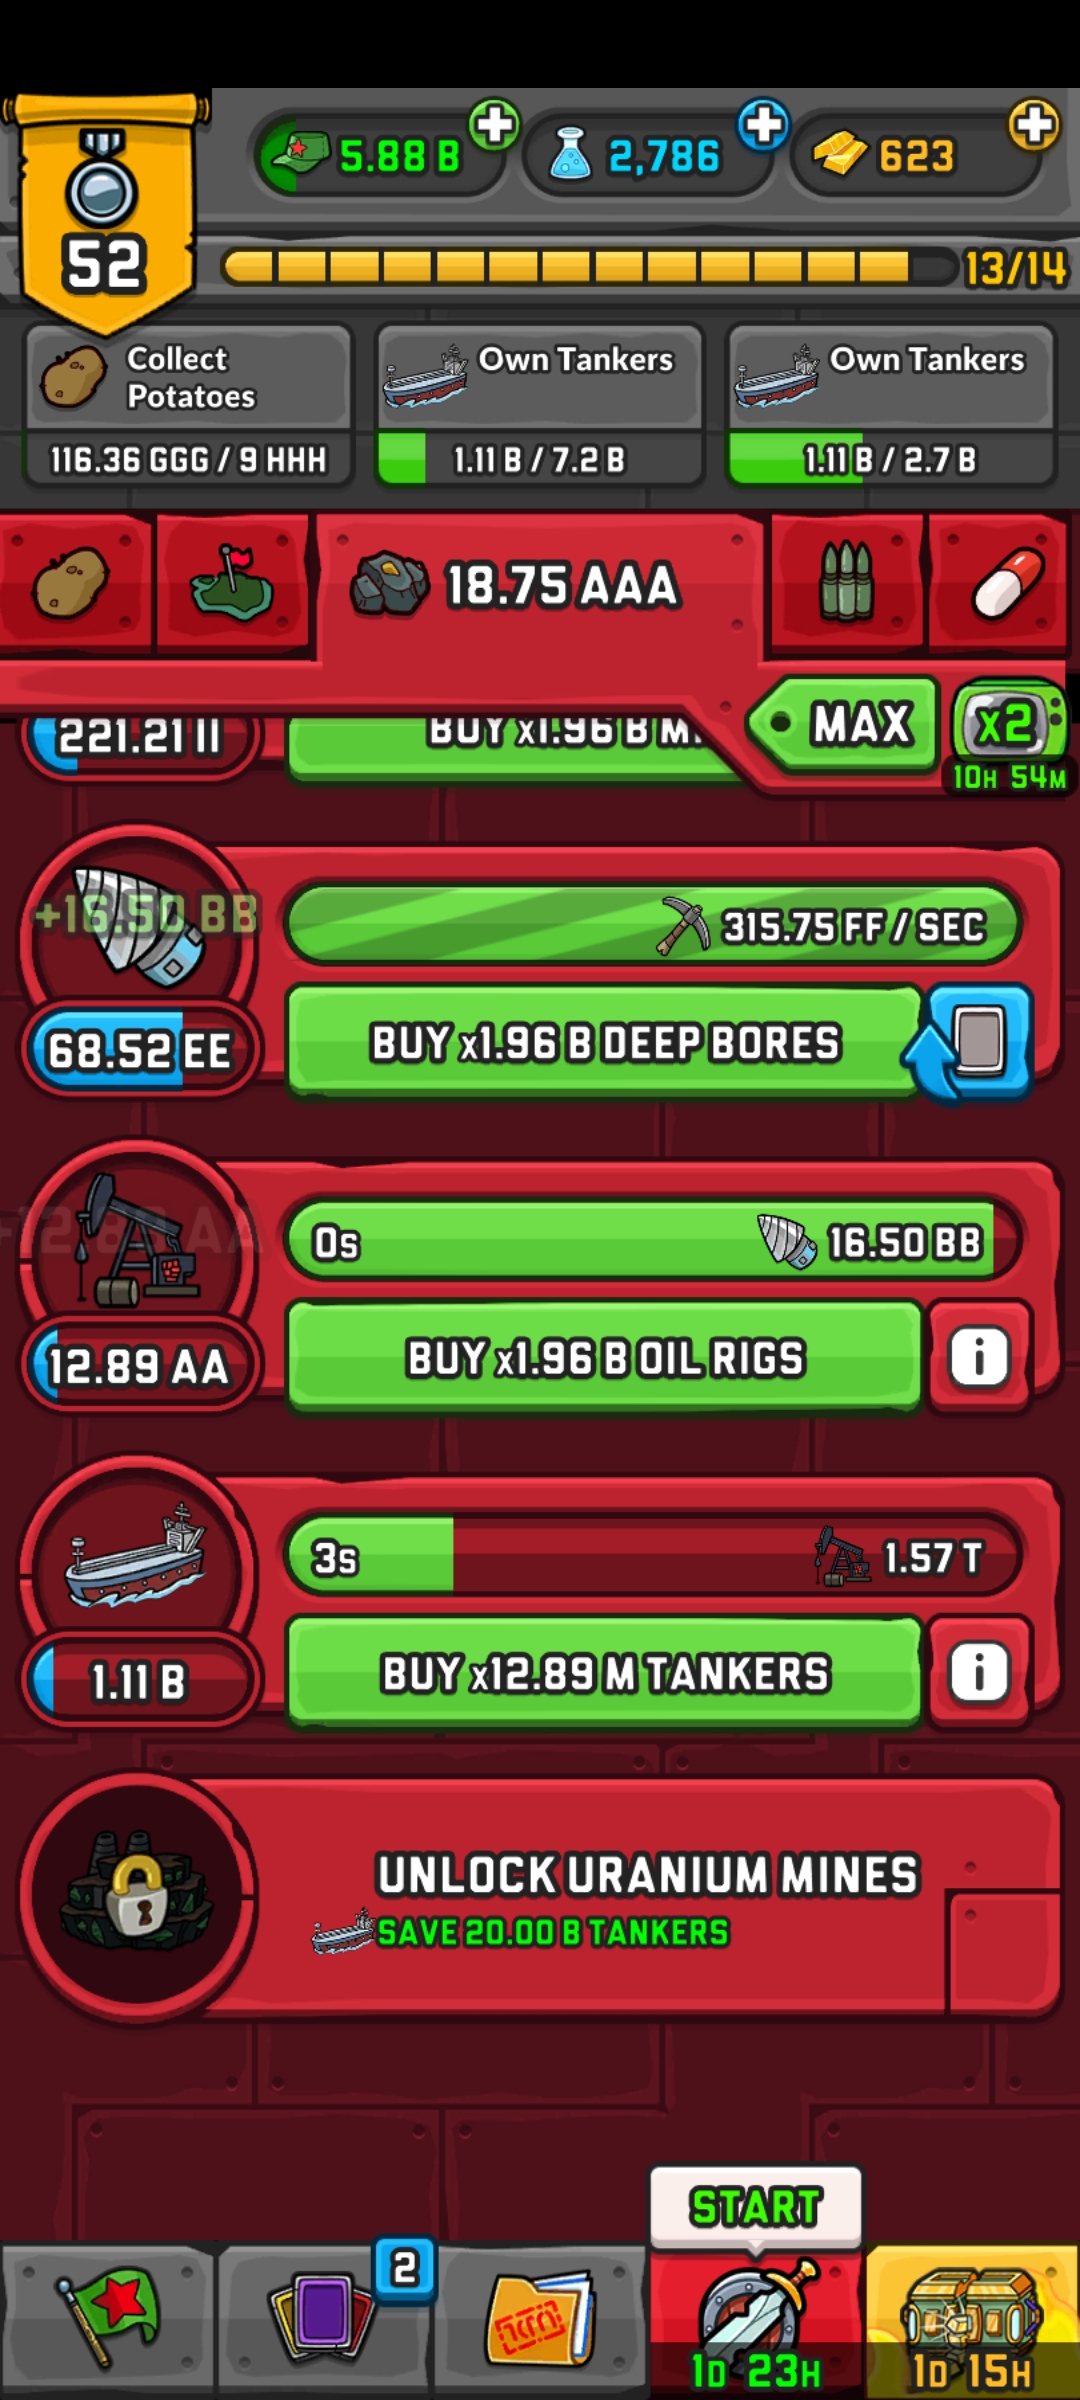 5.88 B
2,786
623
52
13/14
Collect
Potatoes
116.36 GGG / 9 HHH
Own Tankers
1.11 B / 7.2 B
Own Tankers
1.11 B / 2.7 B
18.75 AAA
MAX
x2
10H 54M
221.21 II
BUY x1.96 B M
+16.50 BB
315.75 FF / SEC
68.52 EE
BUY x1.96 B DEEP BORES
+12.89 AA
0s
16.50 BB
12.89 AA
BUY x1.96 B OIL RIGS
i
3s
1.57 T
1.11 B
BUY x12.89 M TANKERS
i
UNLOCK URANIUM MINES
SAVE 20.00 B TANKERS
START
2
1D 23H
1D 15H